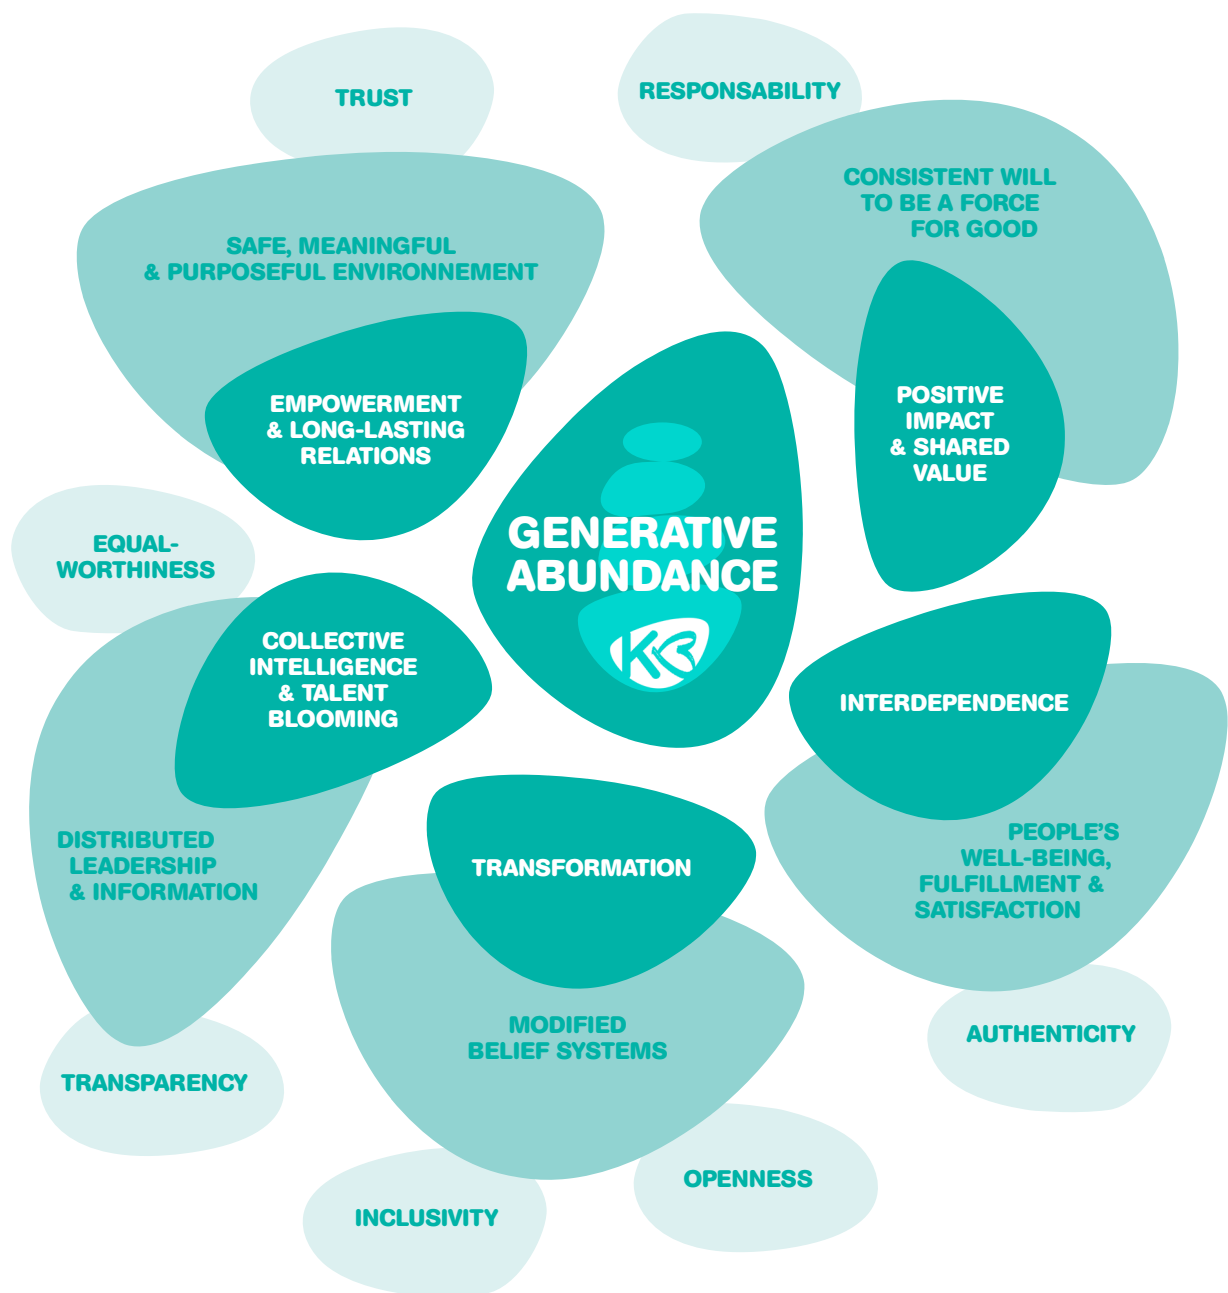 TRUST
RESPONSABILITY
CONSISTENT WILL
TO BE A FORCE
FOR GOOD
SAFE, MEANINGFUL
& PURPOSEFUL ENVIRONNEMENT
EMPOWERMENT
& LONG-LASTING
RELATIONS
POSITIVE
IMPACT
& SHARED
VALUE
GENERATIVE
ABUNDANCE
EQUAL-
WORTHINESS
COLLECTIVE
INTELLIGENCE
& TALENT
BLOOMING
INTERDEPENDENCE
DISTRIBUTED
LEADERSHIP
& INFORMATION
TRANSFORMATION
PEOPLE’S
WELL-BEING,
FULFILLMENT &
SATISFACTION
MODIFIED
BELIEF SYSTEMS
AUTHENTICITY
TRANSPARENCY
OPENNESS
INCLUSIVITY